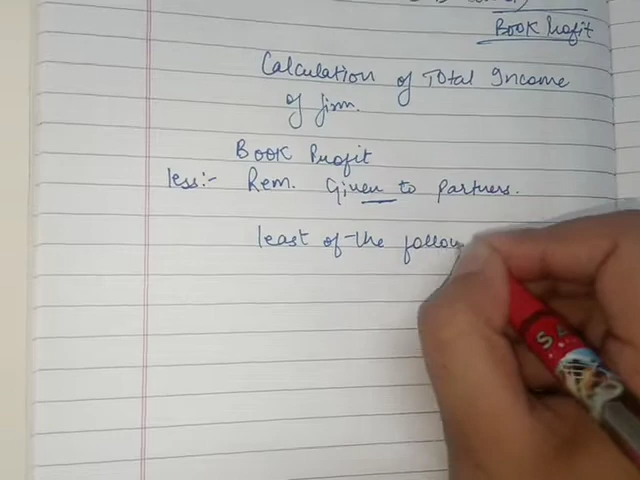 Book Profit
Calculation of Total Income
of firm.
Book Profit
less:- Rem. Given to partners.
least of the follow
SA